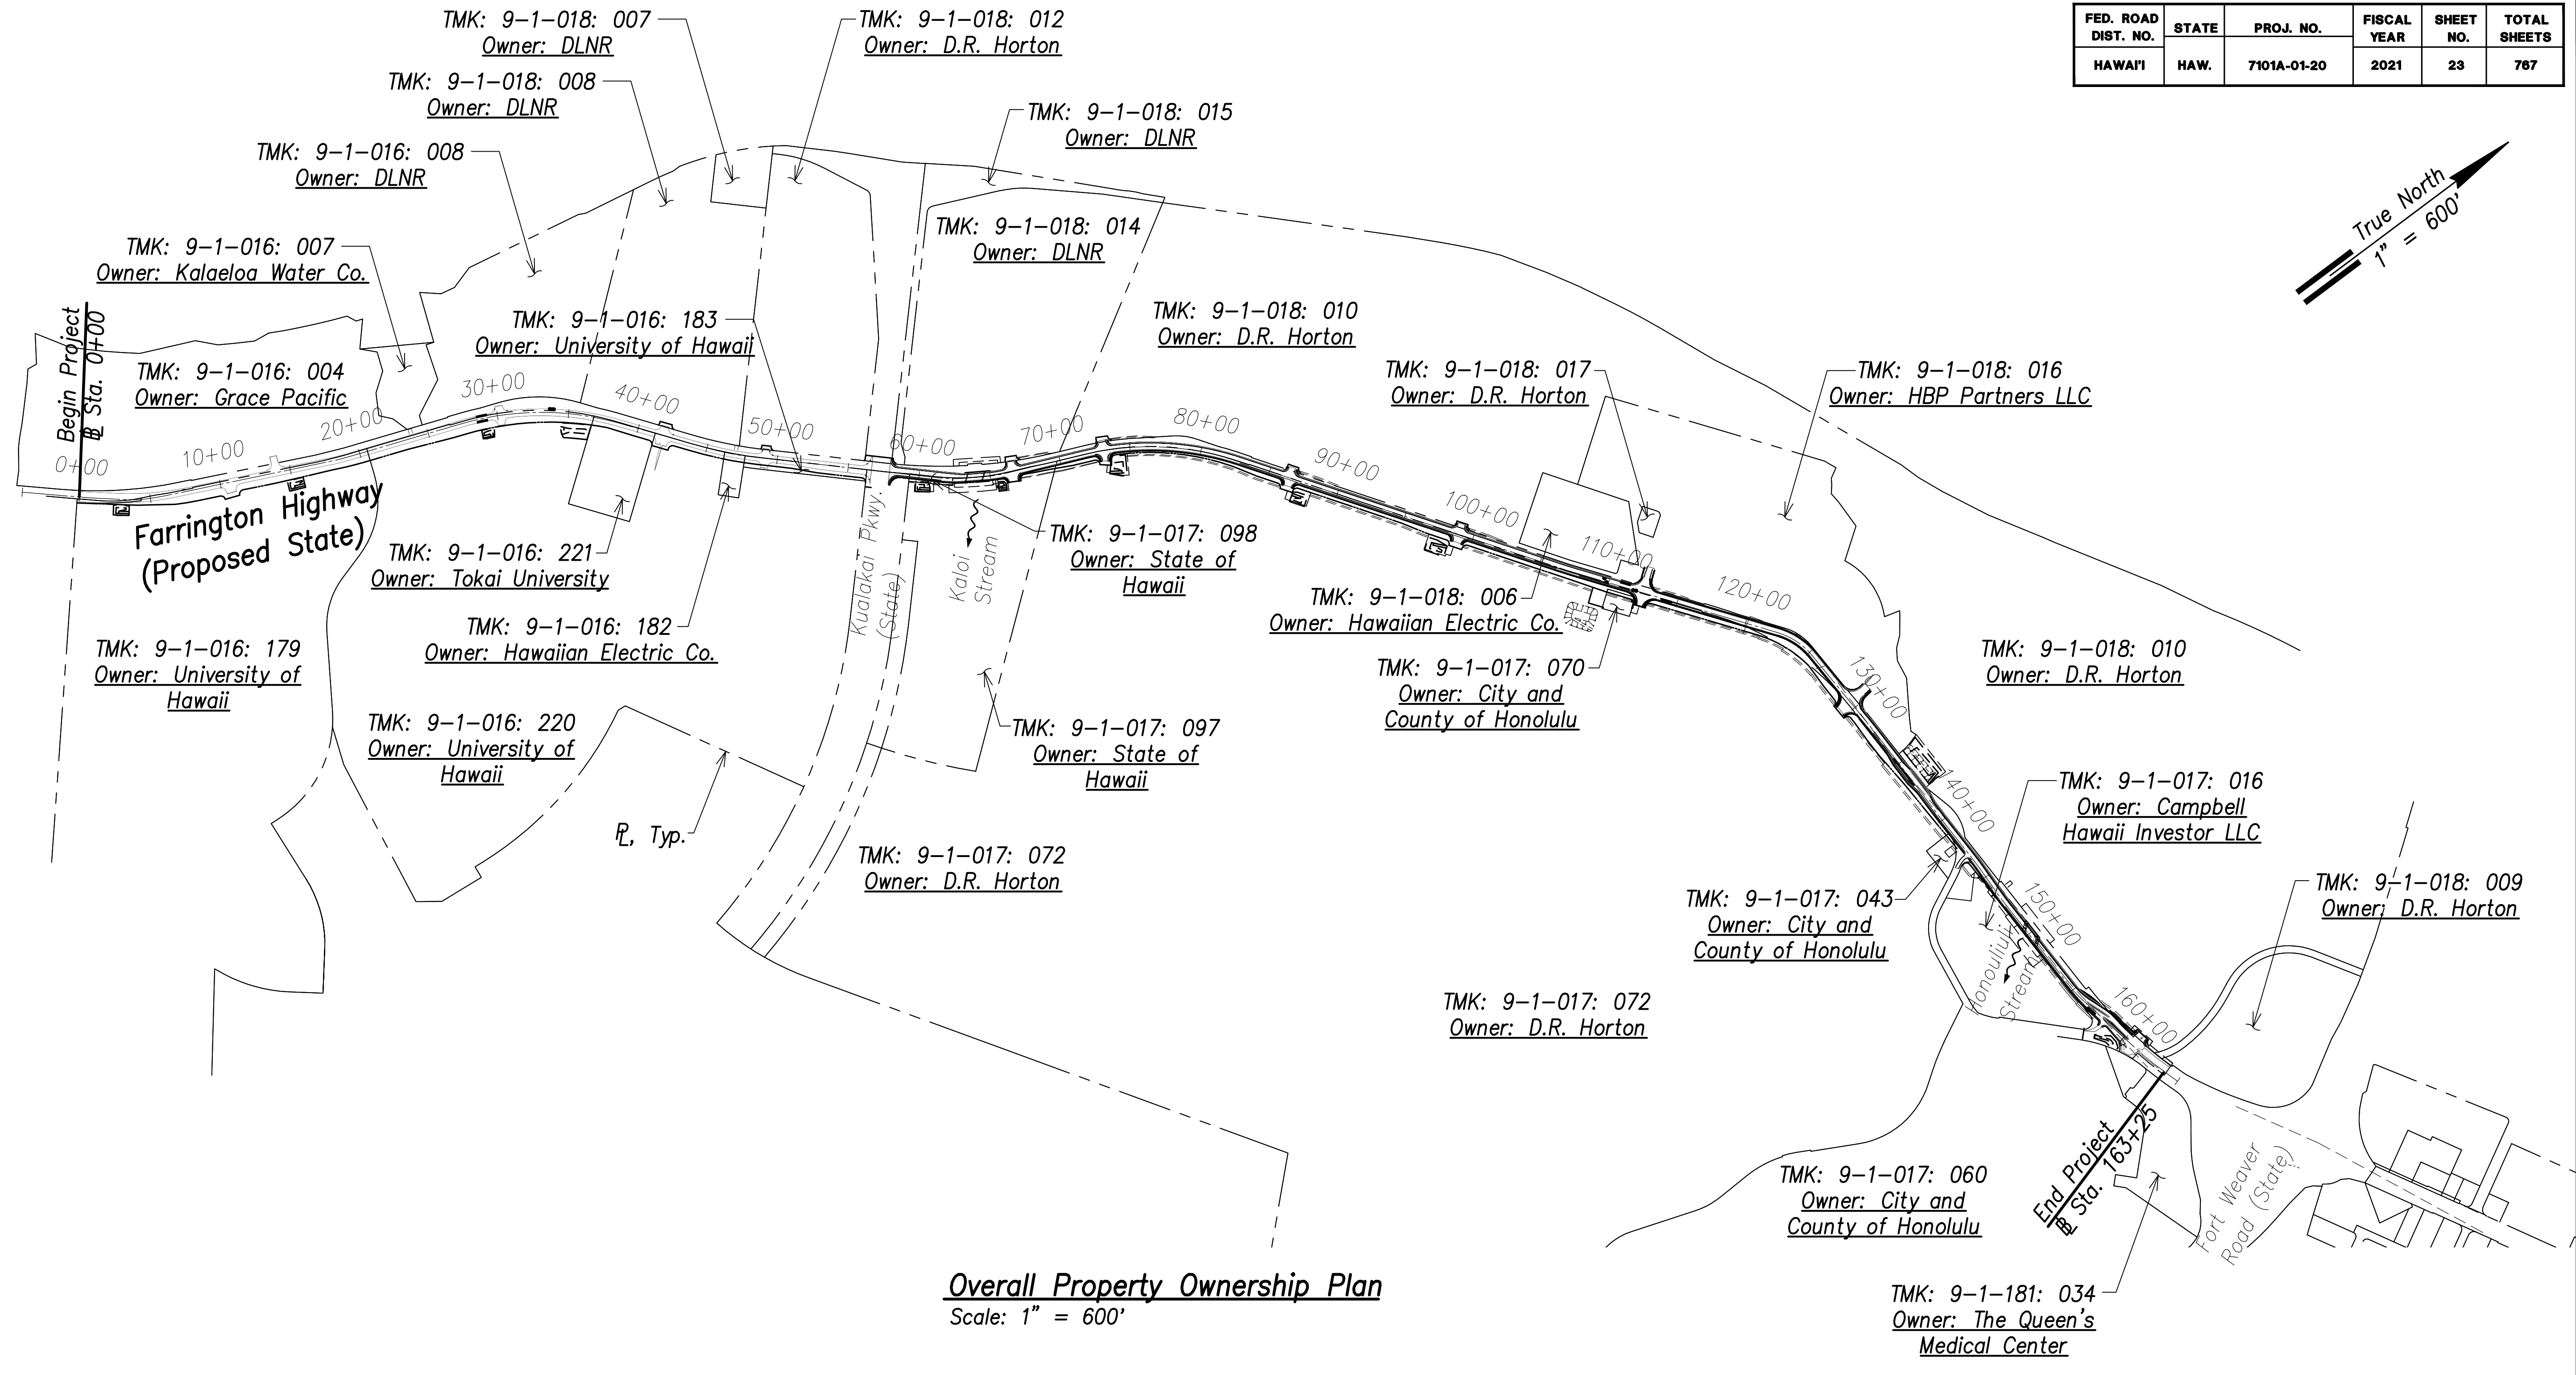 FED. ROAD DIST. NO. STATE PROJ. NO. FISCAL YEAR SHEET NO. TOTAL SHEETS
HAWAI'I HAW. 7101A-01-20 2021 23 767
TMK: 9-1-018: 007
Owner: DLNR
TMK: 9-1-018: 012
Owner: D.R. Horton
TMK: 9-1-018: 008
Owner: DLNR
TMK: 9-1-018: 015
Owner: DLNR
TMK: 9-1-016: 008
Owner: DLNR
True North
1" = 600'
TMK: 9-1-018: 014
Owner: DLNR
TMK: 9-1-016: 007
Owner: Kalaeloa Water Co.
TMK: 9-1-016: 183
Owner: University of Hawaii
TMK: 9-1-018: 010
Owner: D.R. Horton
Begin Project
BL Sta. 0+00
TMK: 9-1-016: 004
Owner: Grace Pacific
TMK: 9-1-018: 017
Owner: D.R. Horton
TMK: 9-1-018: 016
Owner: HBP Partners LLC
0+00
10+00
20+00
30+00
40+00
50+00
60+00
70+00
80+00
90+00
100+00
110+00
120+00
130+00
140+00
150+00
160+00
Farrington Highway
(Proposed State)
TMK: 9-1-016: 221
Owner: Tokai University
Kualakai Pkwy.
(State)
Kaloi
Stream
TMK: 9-1-017: 098
Owner: State of
Hawaii
TMK: 9-1-018: 006
Owner: Hawaiian Electric Co.
TMK: 9-1-016: 182
Owner: Hawaiian Electric Co.
TMK: 9-1-016: 179
Owner: University of
Hawaii
TMK: 9-1-017: 070
Owner: City and
County of Honolulu
TMK: 9-1-018: 010
Owner: D.R. Horton
TMK: 9-1-016: 220
Owner: University of
Hawaii
TMK: 9-1-017: 097
Owner: State of
Hawaii
PL, Typ.
TMK: 9-1-017: 016
Owner: Campbell
Hawaii Investor LLC
TMK: 9-1-017: 072
Owner: D.R. Horton
TMK: 9-1-017: 043
Owner: City and
County of Honolulu
TMK: 9-1-018: 009
Owner: D.R. Horton
Honouliuli
Stream
TMK: 9-1-017: 072
Owner: D.R. Horton
End Project
BL Sta. 163+25
TMK: 9-1-017: 060
Owner: City and
County of Honolulu
Fort Weaver
Road (State)
TMK: 9-1-181: 034
Owner: The Queen's
Medical Center
Overall Property Ownership Plan
Scale: 1" = 600'